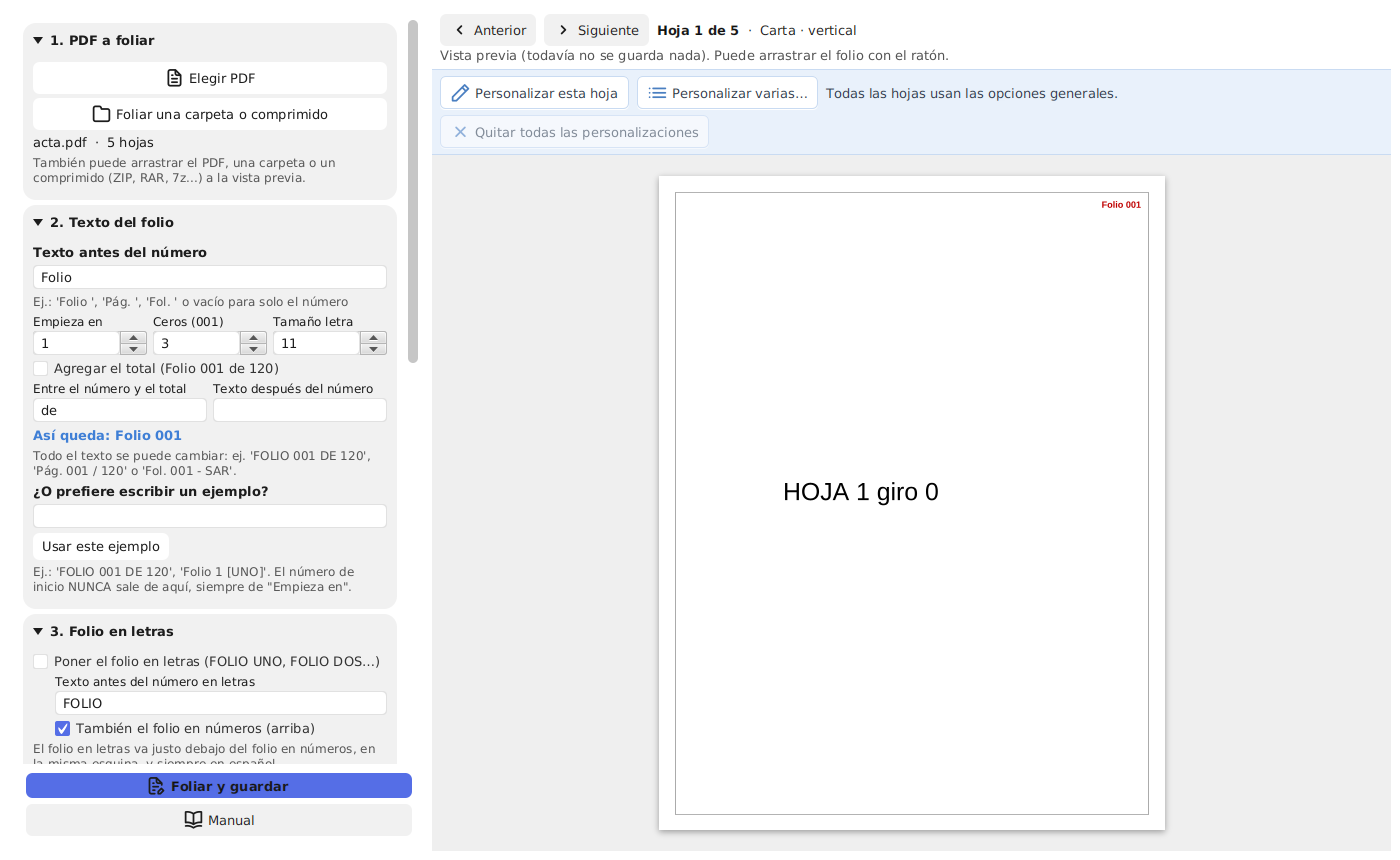 1. PDF a foliar
Elegir PDF
Foliar una carpeta o comprimido
acta.pdf · 5 hojas
También puede arrastrar el PDF, una carpeta o un
comprimido (ZIP, RAR, 7z...) a la vista previa.
2. Texto del folio
Texto antes del número
Folio
Ej.: 'Folio ', 'Pág. ', 'Fol. ' o vacío para solo el número
Empieza en Ceros (001) Tamaño letra
1 3 11
Agregar el total (Folio 001 de 120)
Entre el número y el total Texto después del número
de
Así queda: Folio 001
Todo el texto se puede cambiar: ej. 'FOLIO 001 DE 120',
'Pág. 001 / 120' o 'Fol. 001 - SAR'.
¿O prefiere escribir un ejemplo?
Usar este ejemplo
Ej.: 'FOLIO 001 DE 120', 'Folio 1 [UNO]'. El número de
inicio NUNCA sale de aquí, siempre de "Empieza en".
3. Folio en letras
Poner el folio en letras (FOLIO UNO, FOLIO DOS...)
Texto antes del número en letras
FOLIO
También el folio en números (arriba)
El folio en letras va justo debajo del folio en números, en
la misma esquina, y siempre en español.
Foliar y guardar
Manual
Anterior Siguiente Hoja 1 de 5 · Carta · vertical
Vista previa (todavía no se guarda nada). Puede arrastrar el folio con el ratón.
Personalizar esta hoja Personalizar varias... Todas las hojas usan las opciones generales.
Quitar todas las personalizaciones
Folio 001
HOJA 1 giro 0